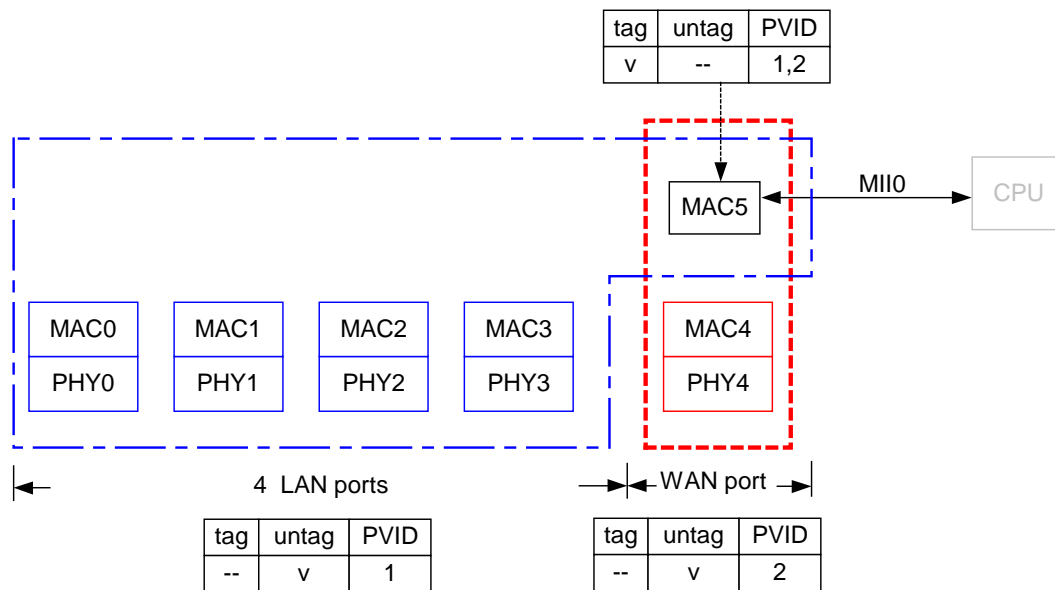 tag untag PVID
v -- 1,2
MAC5
MII0
CPU
MAC0 MAC1 MAC2 MAC3 MAC4
PHY0 PHY1 PHY2 PHY3 PHY4
4 LAN ports WAN port
tag untag PVID tag untag PVID
-- v 1 -- v 2